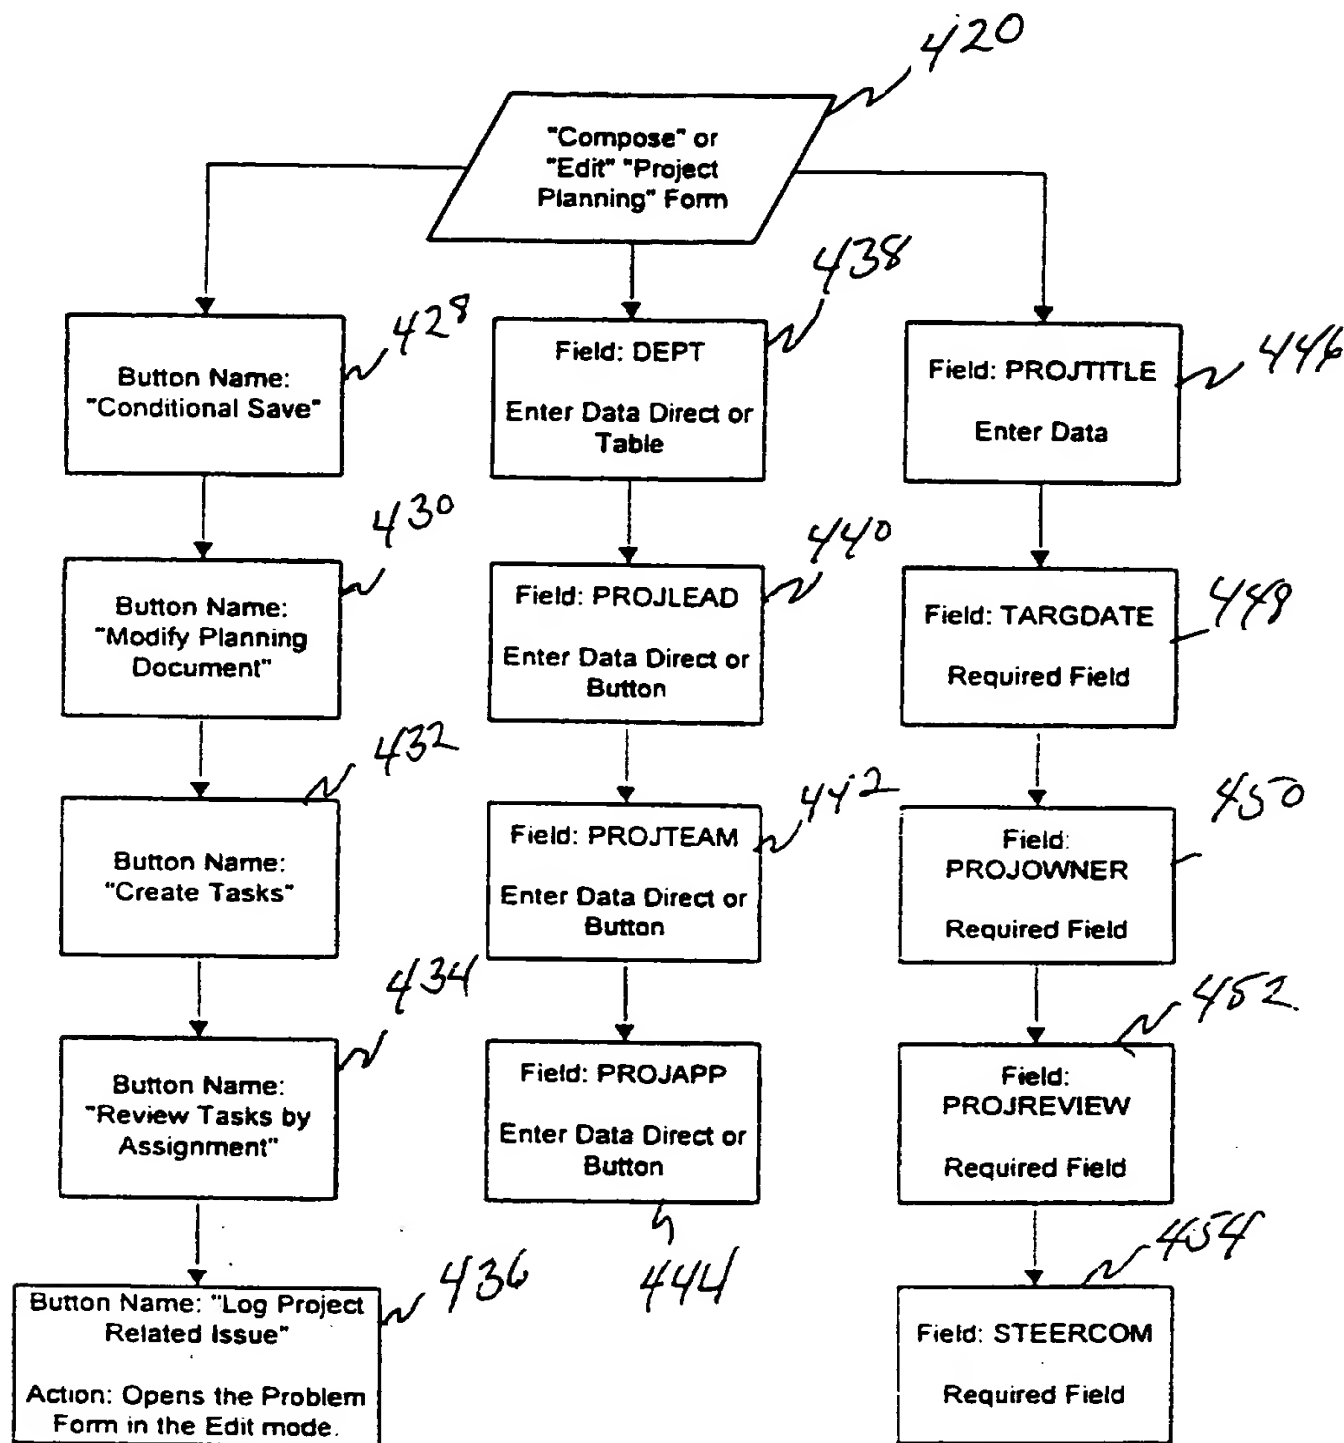 420
"Compose" or
"Edit" "Project
Planning" Form
428
Button Name:
"Conditional Save"
430
Button Name:
"Modify Planning
Document"
432
Button Name:
"Create Tasks"
434
Button Name:
"Review Tasks by
Assignment"
436
Button Name: "Log Project
Related Issue"
Action: Opens the Problem
Form in the Edit mode.
438
Field: DEPT
Enter Data Direct or
Table
440
Field: PROJLEAD
Enter Data Direct or
Button
442
Field: PROJTEAM
Enter Data Direct or
Button
Field: PROJAPP
Enter Data Direct or
Button
444
446
Field: PROJTITLE
Enter Data
448
Field: TARGDATE
Required Field
450
Field:
PROJOWNER
Required Field
452
Field:
PROJREVIEW
Required Field
454
Field: STEERCOM
Required Field